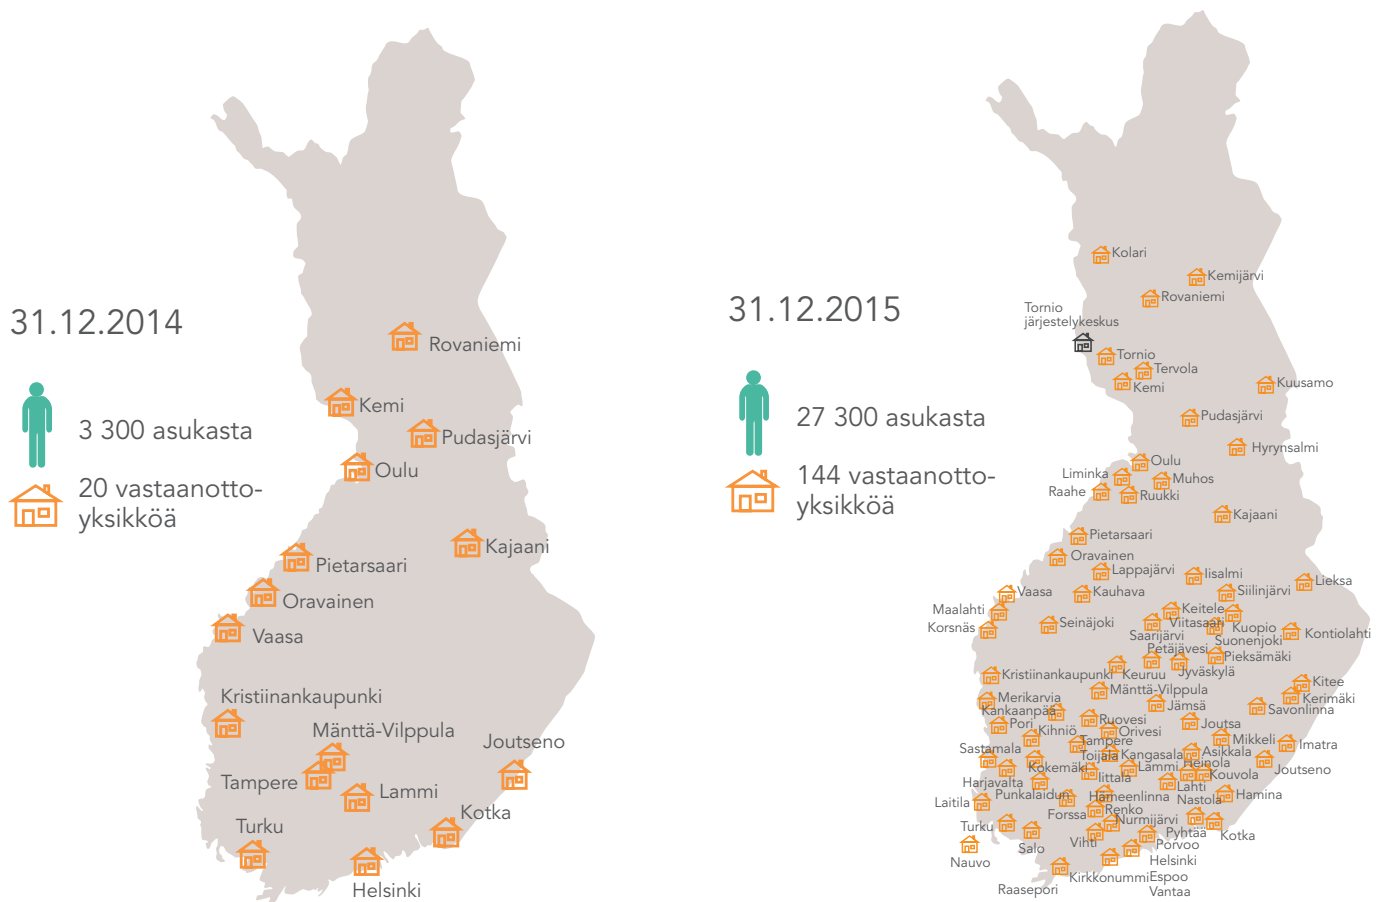 31.12.2014
3 300 asukasta
20 vastaanotto-
yksikköä
Rovaniemi
Kemi
Pudasjärvi
Oulu
Kajaani
Pietarsaari
Oravainen
Vaasa
Kristiinankaupunki
Mänttä-Vilppula
Joutseno
Tampere
Lammi
Kotka
Turku
Helsinki
31.12.2015
27 300 asukasta
144 vastaanotto-
yksikköä
Kolari
Kemijärvi
Rovaniemi
Tornio
järjestelykeskus
Tornio
Tervola
Kemi
Kuusamo
Pudasjärvi
Hyrynsalmi
Oulu
Liminka
Muhos
Raahe
Ruukki
Kajaani
Pietarsaari
Oravainen
Lappajärvi
Iisalmi
Lieksa
Vaasa
Kauhava
Siilinjärvi
Maalahti
Keitele
Korsnäs
Seinäjoki
Viitasaari
Kuopio
Kontiolahti
Saarijärvi
Suonenjoki
Petäjävesi
Pieksämäki
Kristiinankaupunki
Keuruu
Jyväskylä
Kitee
Mänttä-Vilppula
Merikarvia
Kerimäki
Jämsä
Savonlinna
Kankaanpää
Pori
Ruovesi
Joutsa
Kihniö
Orivesi
Mikkeli
Tampere
Imatra
Sastamala
Toijala
Kangasala
Asikkala
Heinola
Joutseno
Kokemäki
Lammi
Iittala
Kouvola
Harjavalta
Lahti
Punkalaidun
Hämeenlinna
Nastola
Hamina
Laitila
Forssa
Renko
Nurmijärvi
Turku
Pyhtää
Kotka
Salo
Vihti
Porvoo
Nauvo
Helsinki
Kirkkonummi
Espoo
Raasepori
Vantaa